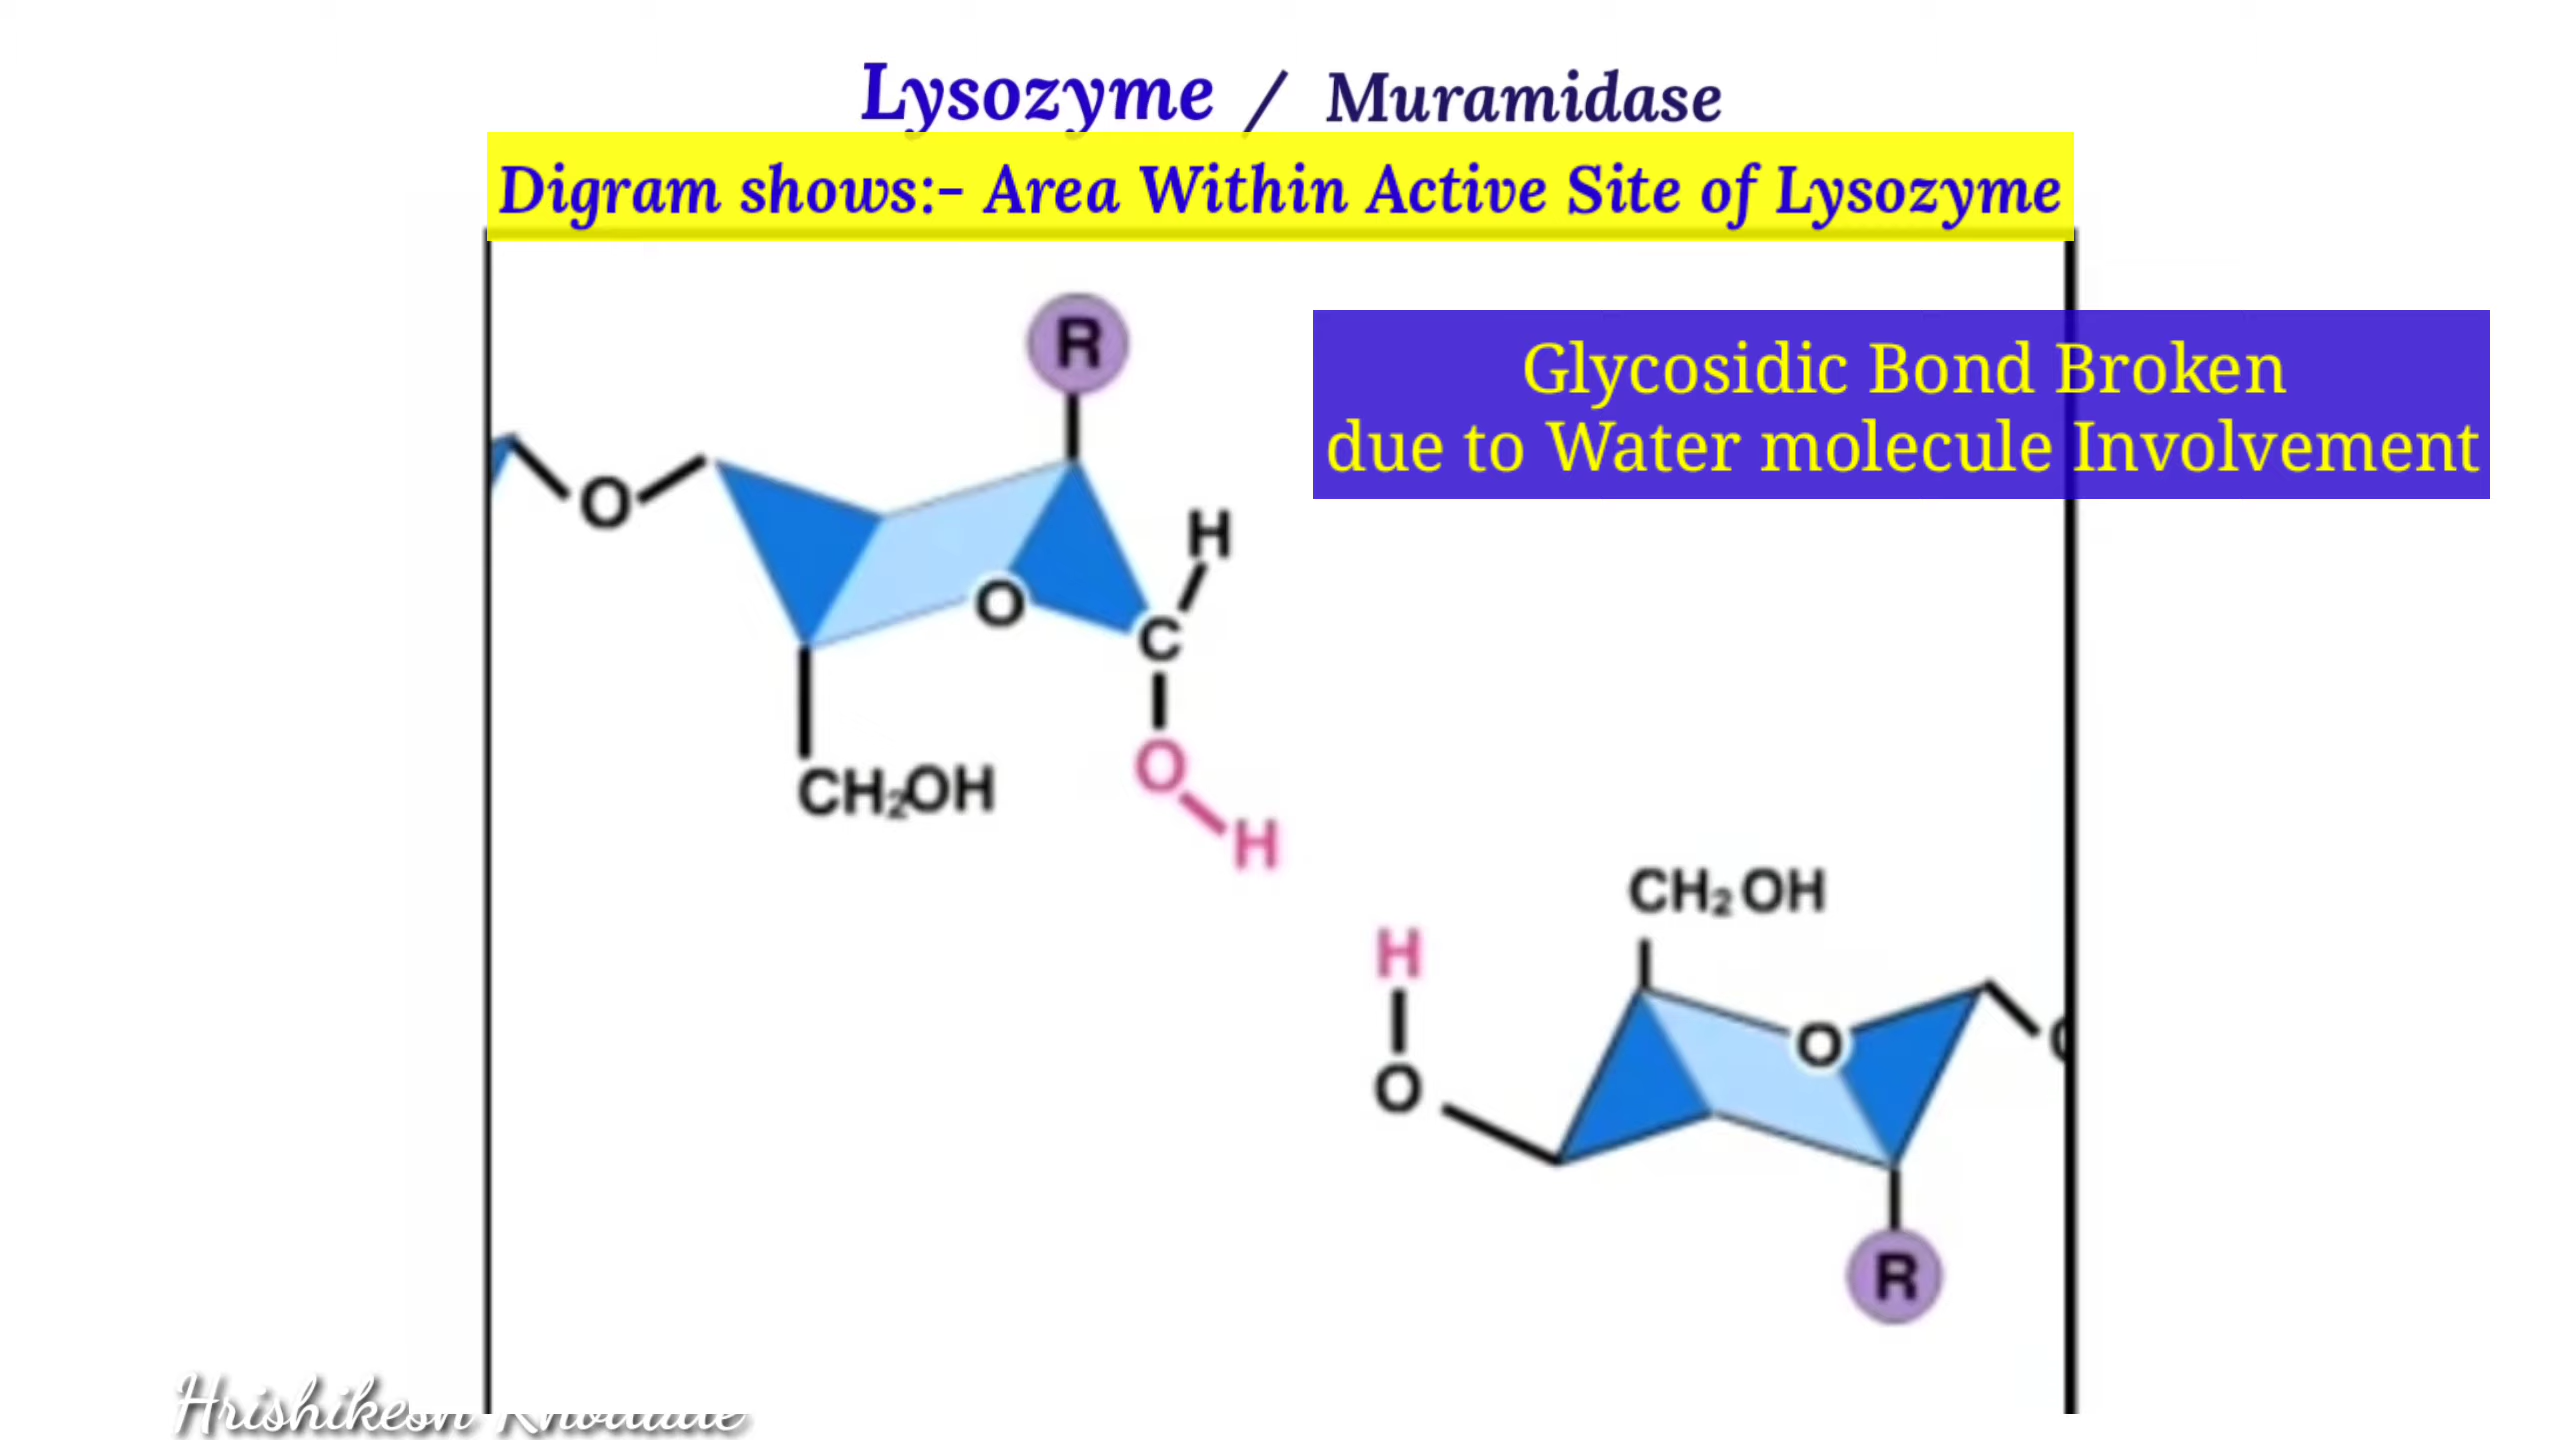 Lysozyme / Muramidase
Digram shows:- Area Within Active Site of Lysozyme
Glycosidic Bond Broken
due to Water molecule Involvement
R
O
H
O
C
CH₂OH
O
H
CH₂OH
H
O
O
R
Hrishikesh